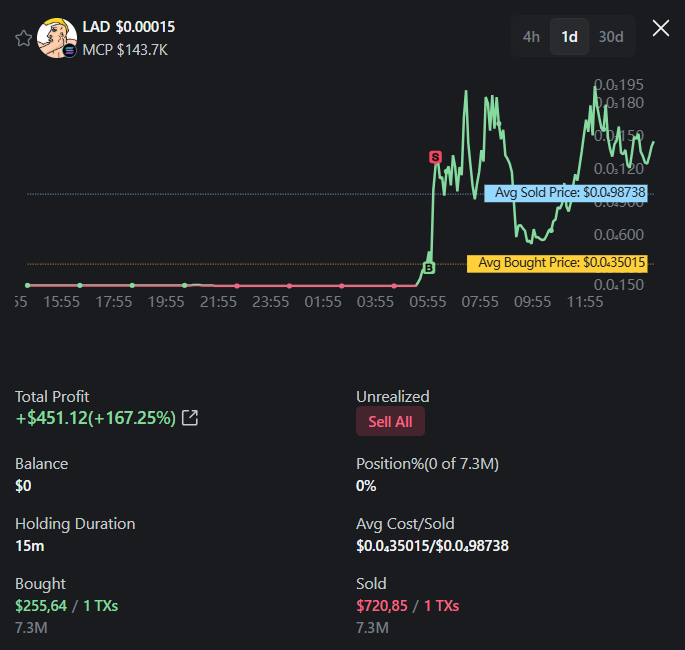 LAD $0.00015
MCP $143.7K
4h 1d 30d
0.0₃195
0.0₃180
0.0₃150
S
0.0₃120
Avg Sold Price: $0.0₄98738
0.0₄900
0.0₄600
Avg Bought Price: $0.0₄35015
B
0.0₄150
55 15:55 17:55 19:55 21:55 23:55 01:55 03:55 05:55 07:55 09:55 11:55
Total Profit
+$451.12(+167.25%)
Unrealized
Sell All
Balance
$0
Position%(0 of 7.3M)
0%
Holding Duration
15m
Avg Cost/Sold
$0.0₄35015/$0.0₄98738
Bought
$255,64 / 1 TXs
7.3M
Sold
$720,85 / 1 TXs
7.3M